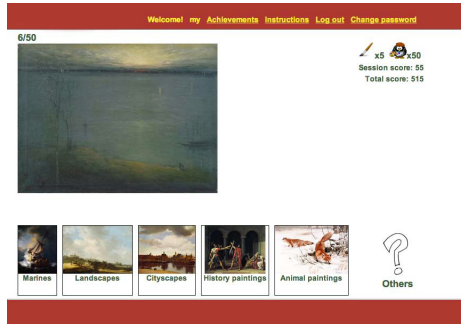 Welcome! my Achievements Instructions Log out Change password
6/50
x5 x50
Session score: 55
Total score: 515
Marines Landscapes Cityscapes History paintings Animal paintings Others